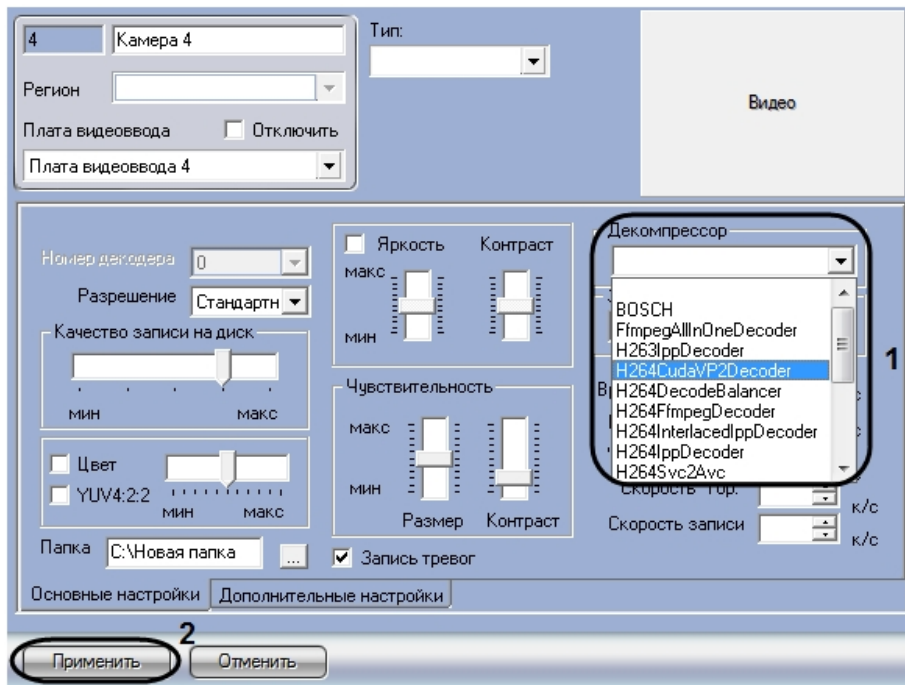 4
Камера 4
Тип:
Регион
Видео
Плата видеоввода
Отключить
Плата видеоввода 4
Номер декодера
0
Разрешение
Стандартн
Качество записи на диск
мин
макс
Цвет
YUV4:2:2
мин
макс
Папка
C:\Новая папка
...
Яркость
Контраст
макс
мин
Чувствительность
макс
мин
Размер
Контраст
Запись тревог
Декомпрессор
BOSCH
FfmpegAllInOneDecoder
H263IppDecoder
H264CudaVP2Decoder
H264DecodeBalancer
H264FfmpegDecoder
H264InterlacedIppDecoder
H264IppDecoder
H264Svc2Avc
1
к/с
Скорость записи
к/с
Основные настройки
Дополнительные настройки
2
Применить
Отменить